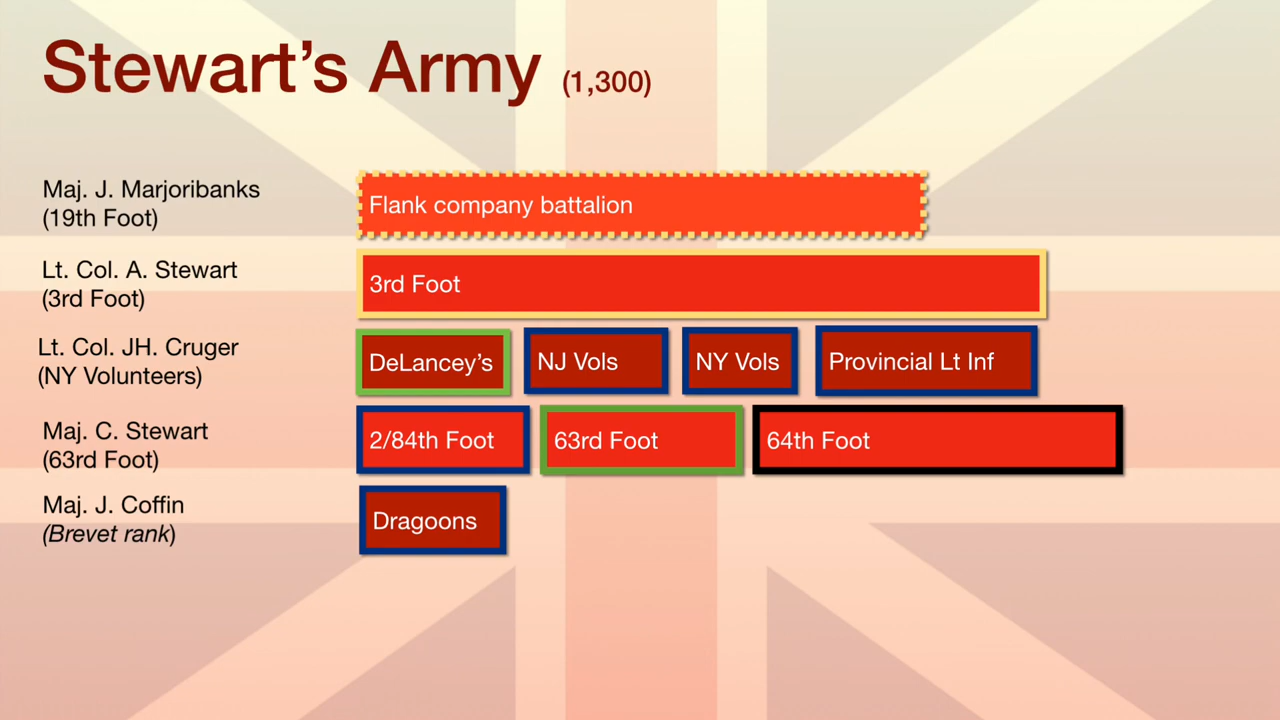 Stewart’s Army (1,300)
Maj. J. Marjoribanks
(19th Foot)
Flank company battalion
Lt. Col. A. Stewart
(3rd Foot)
3rd Foot
Lt. Col. JH. Cruger
(NY Volunteers)
DeLancey’s
NJ Vols
NY Vols
Provincial Lt Inf
Maj. C. Stewart
(63rd Foot)
2/84th Foot
63rd Foot
64th Foot
Maj. J. Coffin
(Brevet rank)
Dragoons